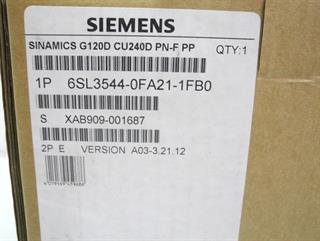 SIEMENS
SINAMICS G120D CU240D PN-F PP QTY:1
1P 6SL3544-0FA21-1FB0
S XAB909-001687
2P E VERSION A03-3.21.12